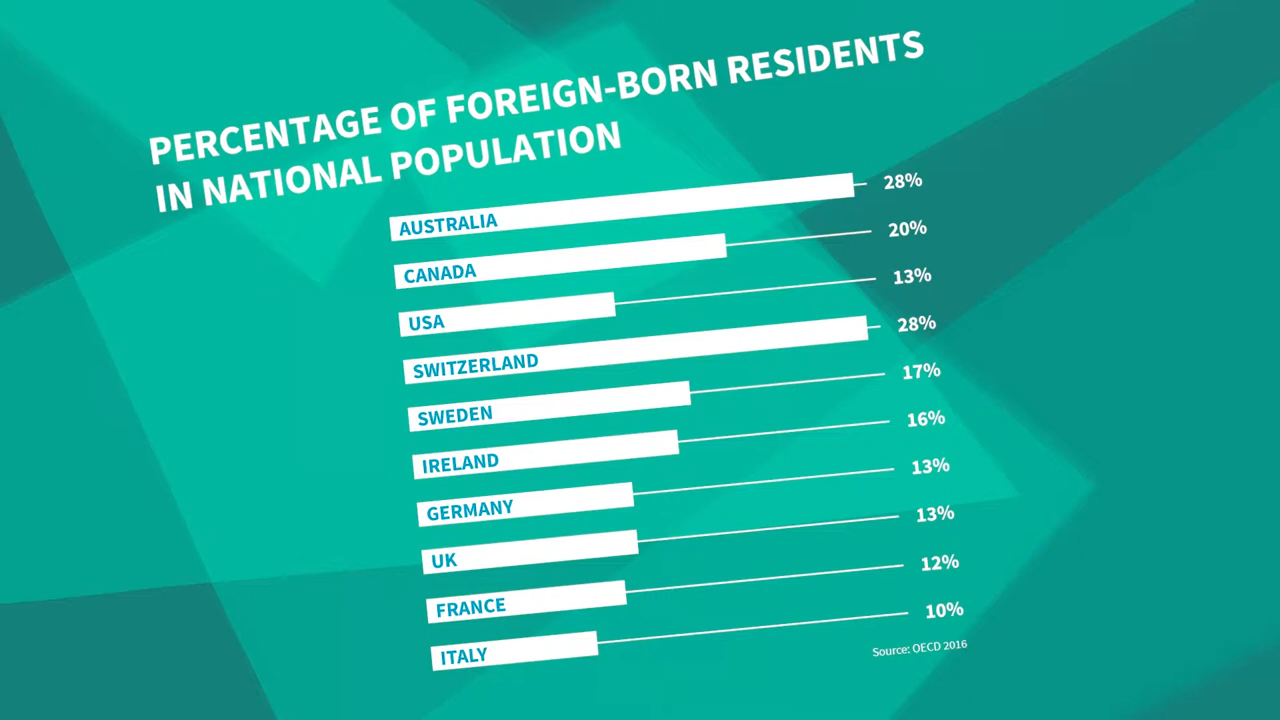 PERCENTAGE OF FOREIGN-BORN RESIDENTS
IN NATIONAL POPULATION
AUSTRALIA 28%
CANADA 20%
USA 13%
SWITZERLAND 28%
SWEDEN 17%
IRELAND 16%
GERMANY 13%
UK 13%
FRANCE 12%
ITALY 10%
Source: OECD 2016